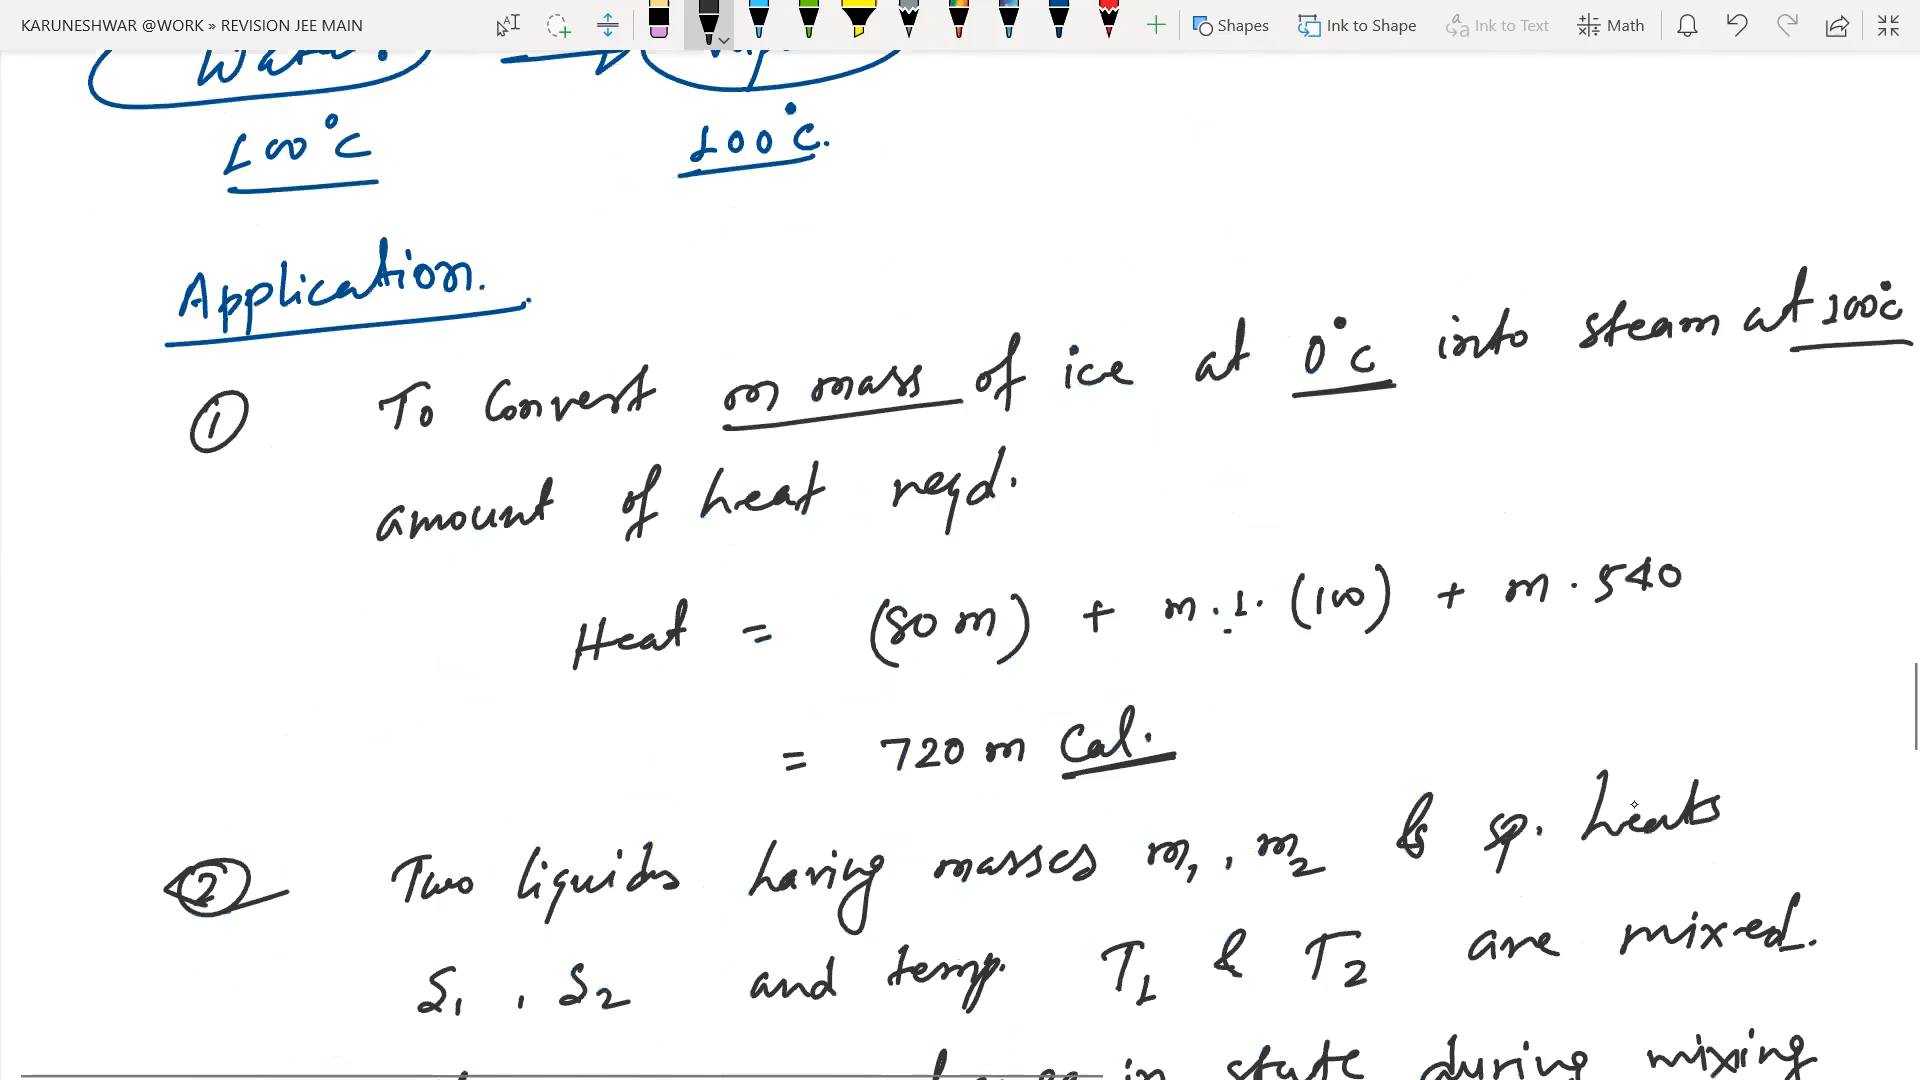 KARUNESHWAR @WORK » REVISION JEE MAIN
Shapes Ink to Shape Ink to Text Math
Water
100°C 100°C.
Application.
① To Convert m mass of ice at 0°C into steam at 100°C
amount of heat reqd.
Heat = (80 m) + m . 1 . (100) + m . 540
= 720 m Cal.
② Two liquids having masses m₁ , m₂ & sp. heats
S₁ , S₂ and temp. T₁ & T₂ are mixed.
in state during mixing